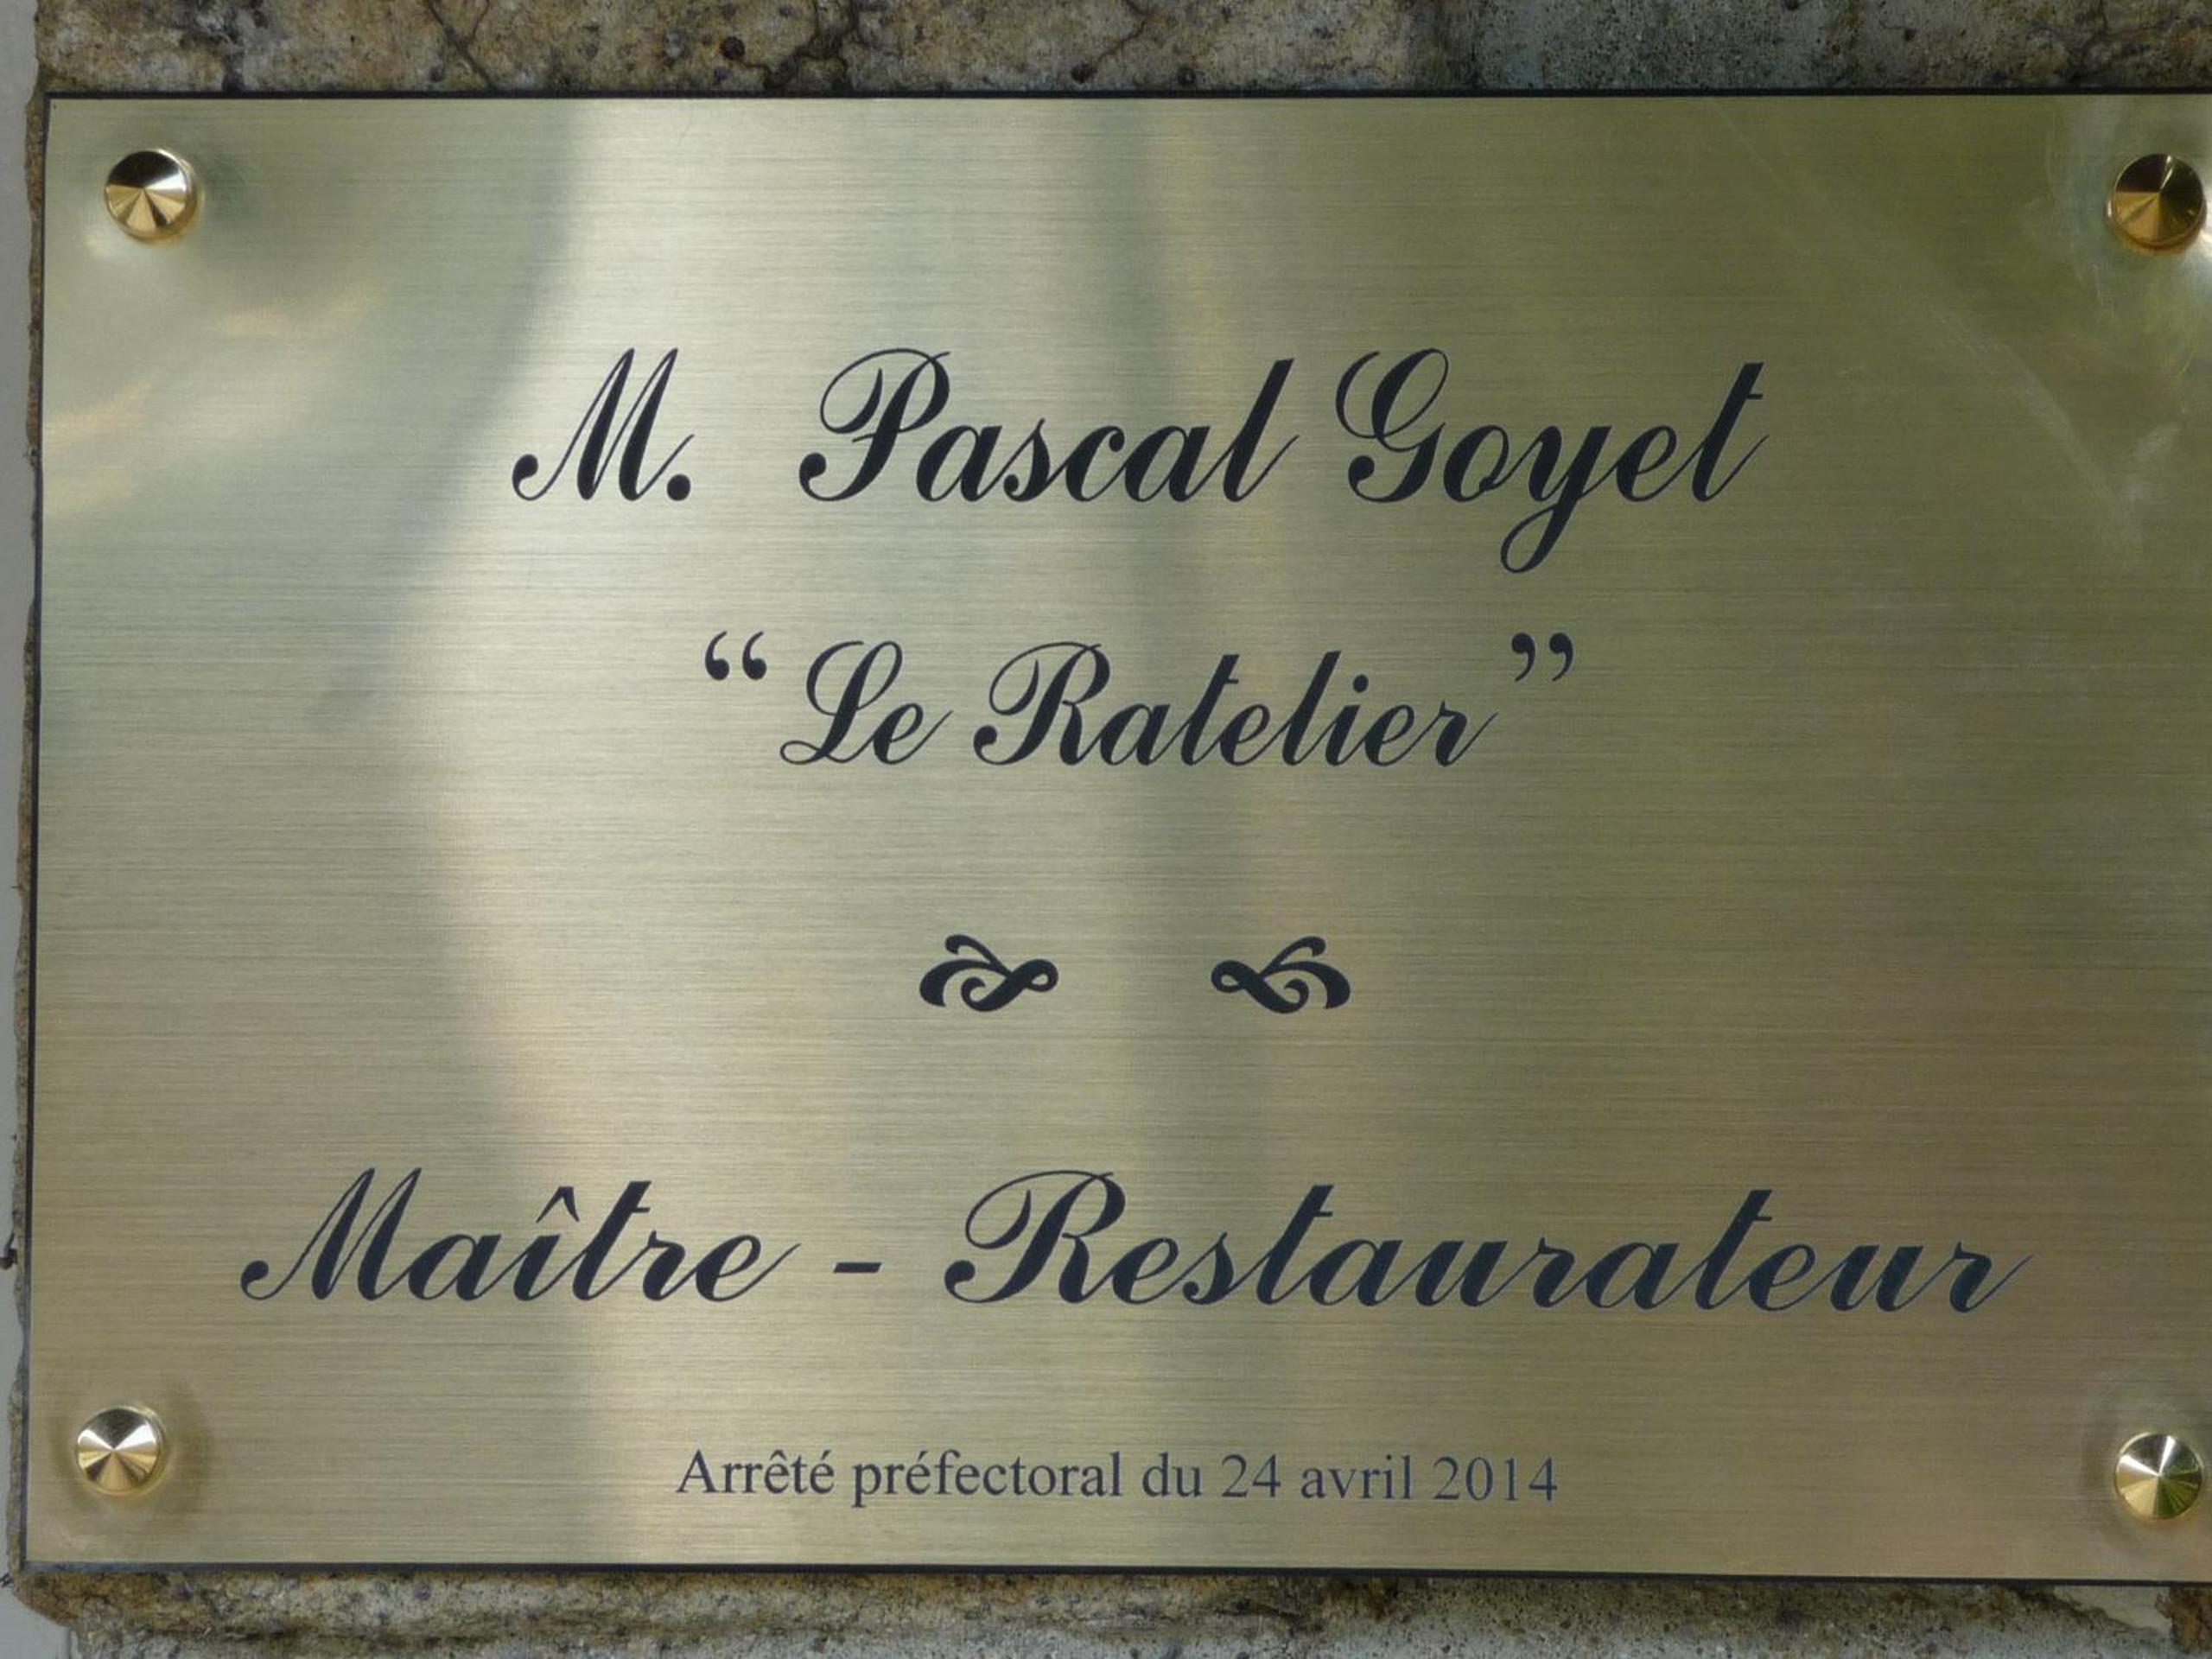 M. Pascal Goyet
“Le Ratelier”
Maître - Restaurateur
Arrêté préfectoral du 24 avril 2014